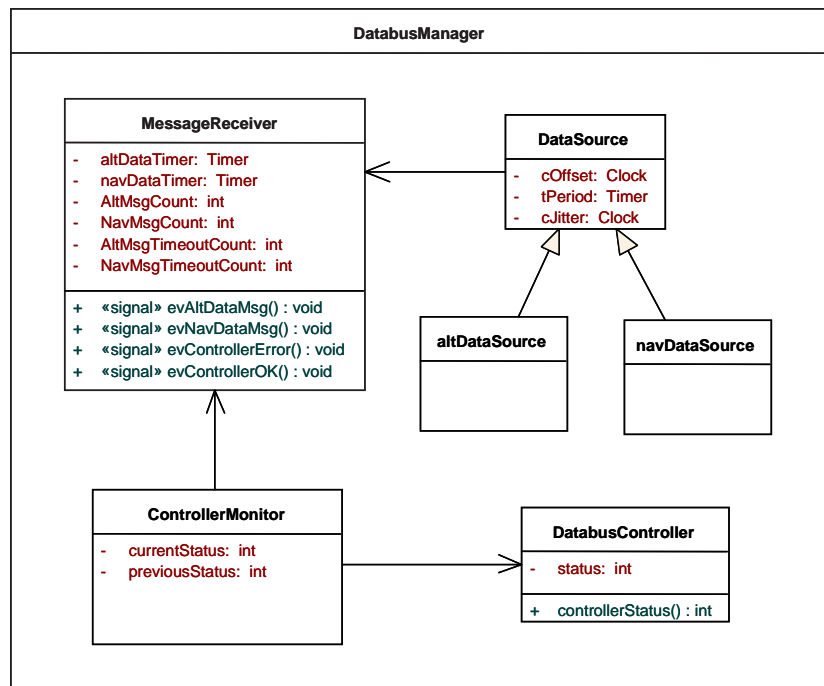 DatabusManager
MessageReceiver
- altDataTimer: Timer
- navDataTimer: Timer
- AltMsgCount: int
- NavMsgCount: int
- AltMsgTimeoutCount: int
- NavMsgTimeoutCount: int
+ «signal» evAltDataMsg() : void
+ «signal» evNavDataMsg() : void
+ «signal» evControllerError() : void
+ «signal» evControllerOK() : void
DataSource
- cOffset: Clock
- tPeriod: Timer
- cJitter: Clock
altDataSource
navDataSource
ControllerMonitor
- currentStatus: int
- previousStatus: int
DatabusController
- status: int
+ controllerStatus() : int